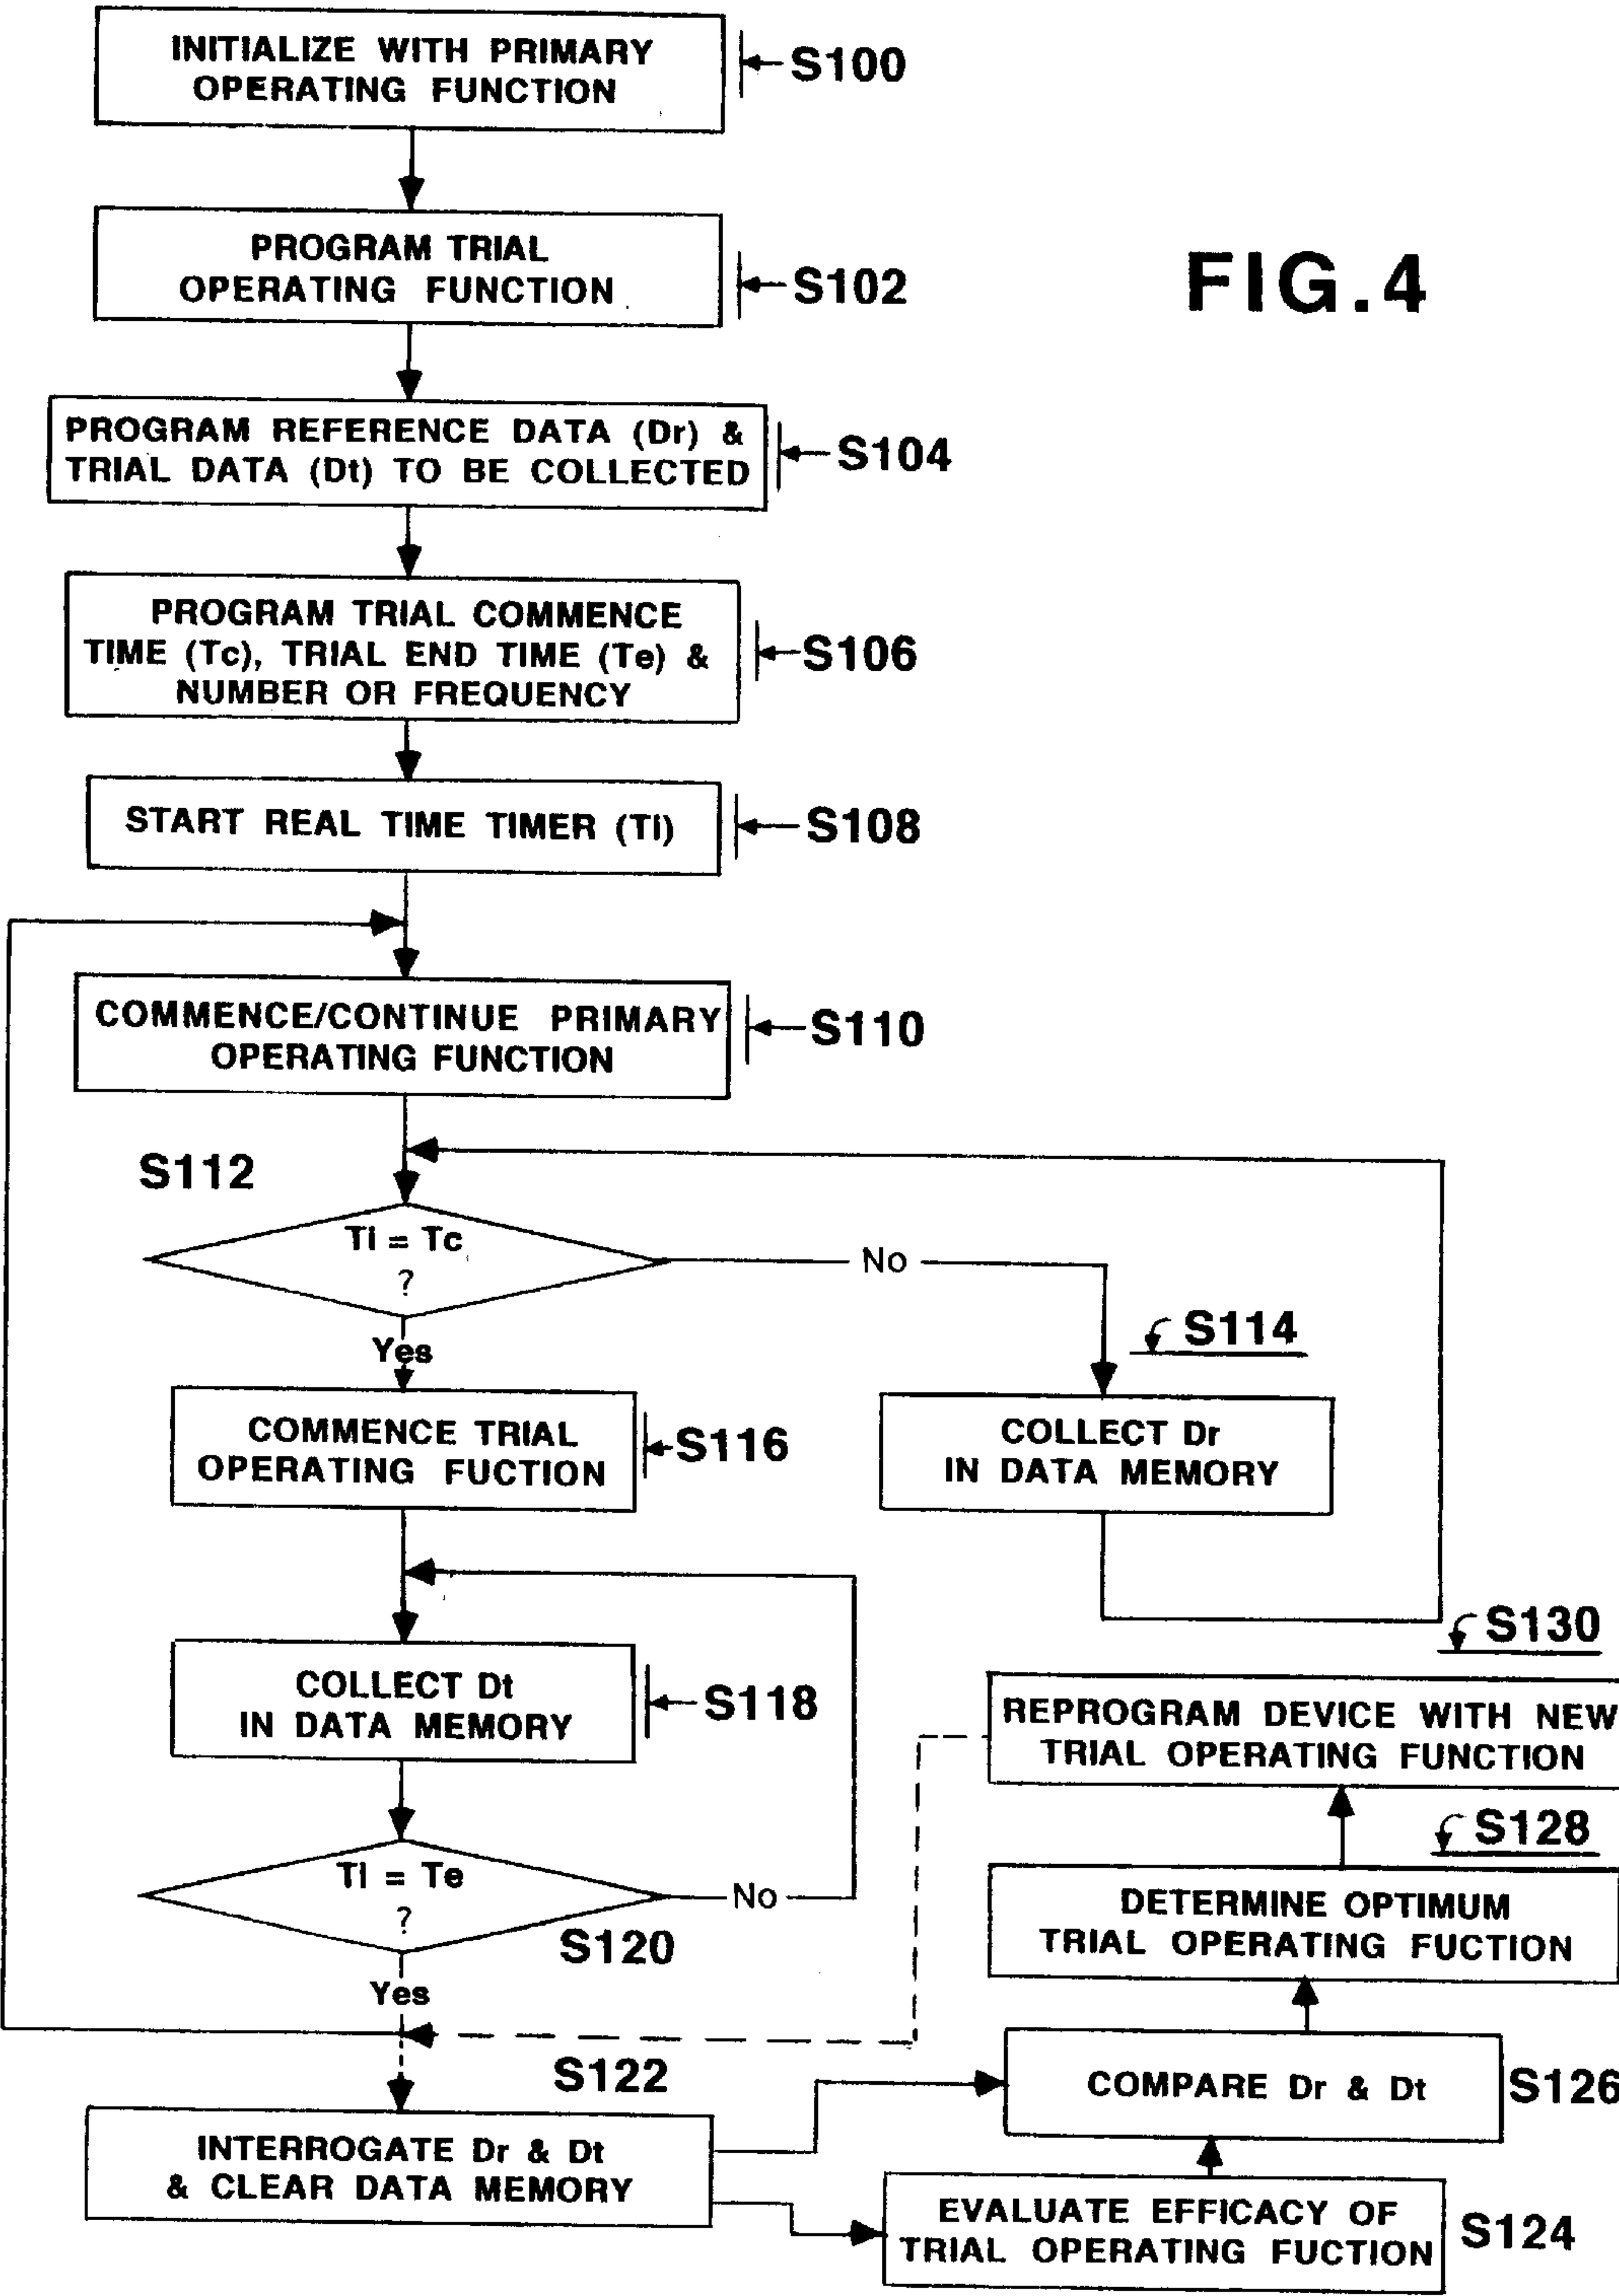 INITIALIZE WITH PRIMARY
OPERATING FUNCTION
S100
PROGRAM TRIAL
OPERATING FUNCTION
S102
FIG.4
PROGRAM REFERENCE DATA (Dr) &
TRIAL DATA (Dt) TO BE COLLECTED
S104
PROGRAM TRIAL COMMENCE
TIME (Tc), TRIAL END TIME (Te) &
NUMBER OR FREQUENCY
S106
START REAL TIME TIMER (Ti)
S108
COMMENCE/CONTINUE PRIMARY
OPERATING FUNCTION
S110
S112
Ti = Tc
?
No
Yes
S114
COLLECT Dr
IN DATA MEMORY
COMMENCE TRIAL
OPERATING FUCTION
S116
COLLECT Dt
IN DATA MEMORY
S118
Ti = Te
?
No
S120
Yes
S130
REPROGRAM DEVICE WITH NEW
TRIAL OPERATING FUNCTION
S128
DETERMINE OPTIMUM
TRIAL OPERATING FUCTION
S122
INTERROGATE Dr & Dt
& CLEAR DATA MEMORY
COMPARE Dr & Dt
S126
EVALUATE EFFICACY OF
TRIAL OPERATING FUCTION
S124